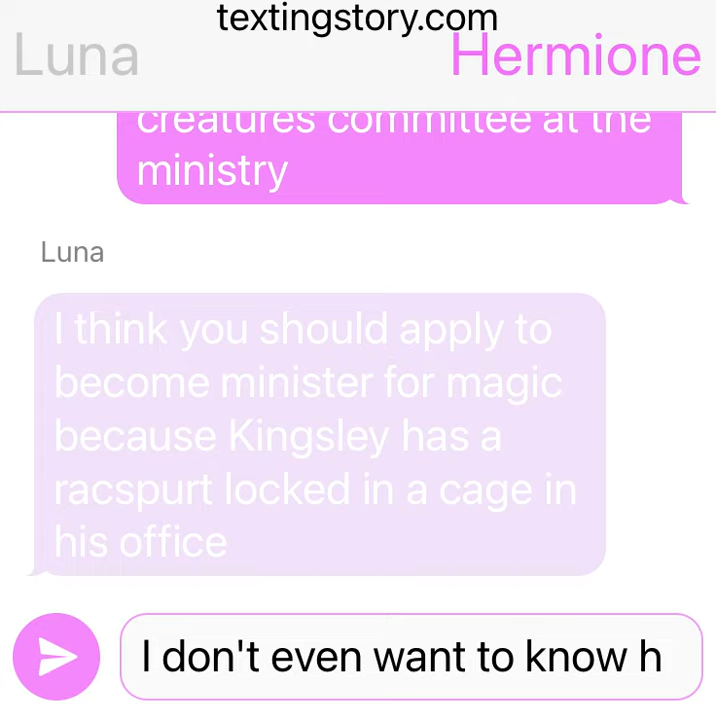 textingstory.com
Luna
Hermione
creatures committee at the
ministry
Luna
I think you should apply to
become minister for magic
because Kingsley has a
racspurt locked in a cage in
his office
I don't even want to know h